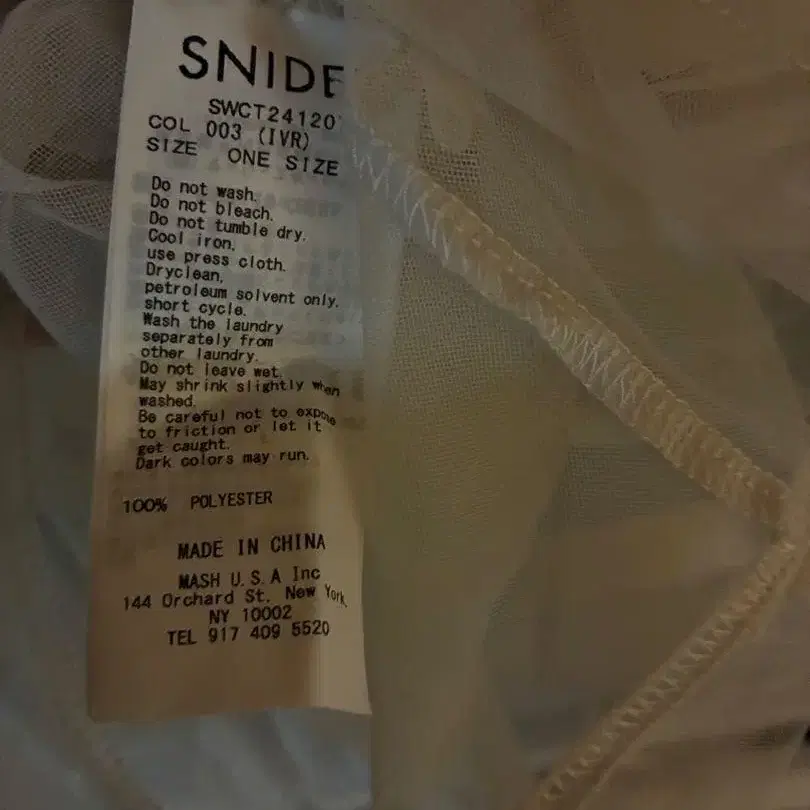 SNIDE
SWCT24120
COL 003 (IVR)
SIZE ONE SIZE
Do not wash.
Do not bleach.
Do not tumble dry.
Cool iron,
use press cloth.
Dryclean,
petroleum solvent only,
short cycle.
Wash the laundry
separately from
other laundry.
Do not leave wet.
May shrink slightly when
washed.
Be careful not to expose
to friction or let it
get caught.
Dark colors may run.
100% POLYESTER
MADE IN CHINA
MASH U.S.A Inc
144 Orchard St. New York,
NY 10002
TEL 917 409 5520